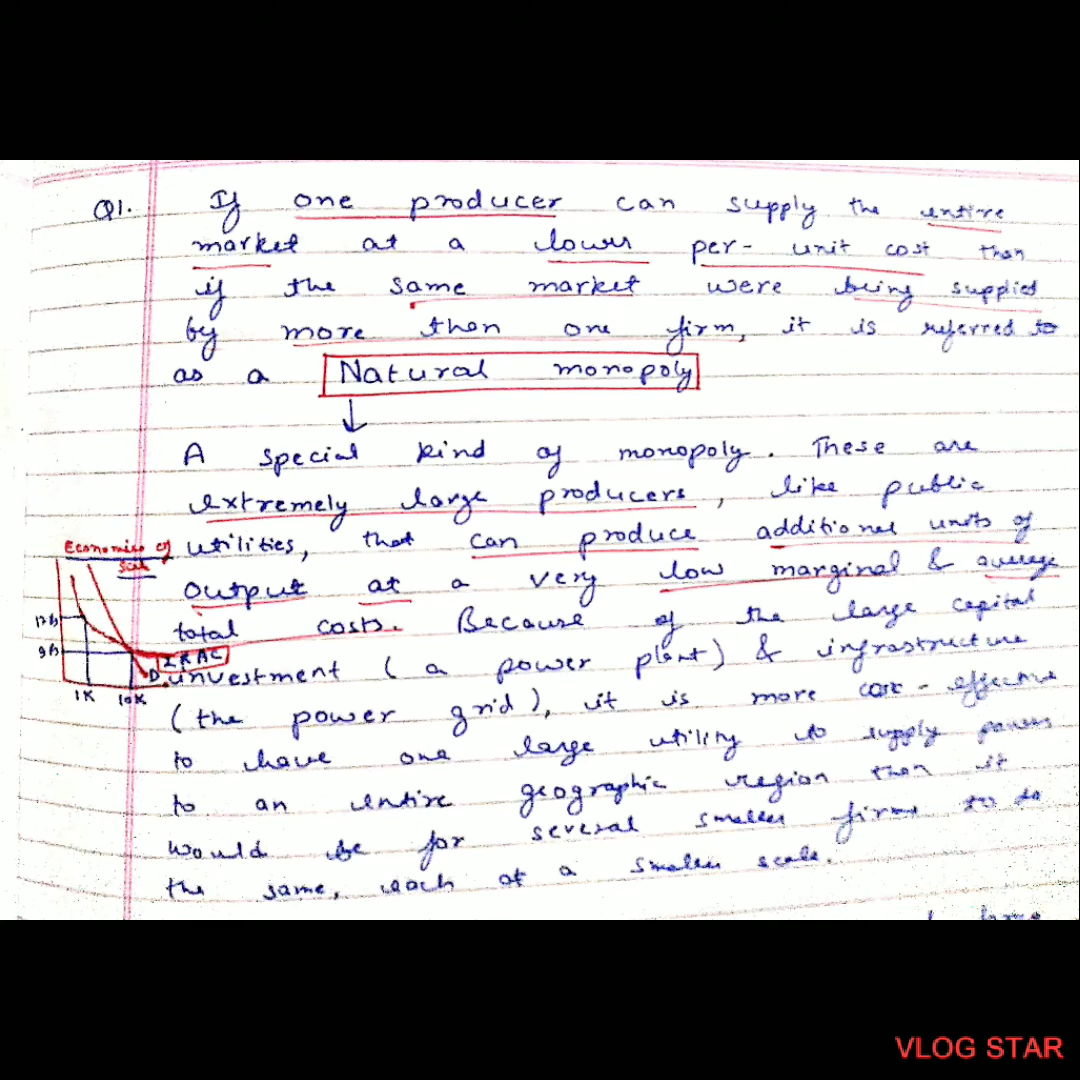 Q1. If one producer can supply the entire
market at a lower per-unit cost than
if the same market were being supplied
by more than one firm, it is referred to
as a Natural monopoly
A special kind of monopoly. These are
extremely large producers, like public
utilities, that can produce additional units of
output at a very low marginal & average
total costs. Because of the large capital
investment (a power plant) & infrastructure
(the power grid), it is more cost-effective
to have one large utility to supply power
to an entire geographic region than it
would be for several smaller firms to do
the same, each at a smaller scale.
Economies of
LRAC
D
1K 10K
VLOG STAR